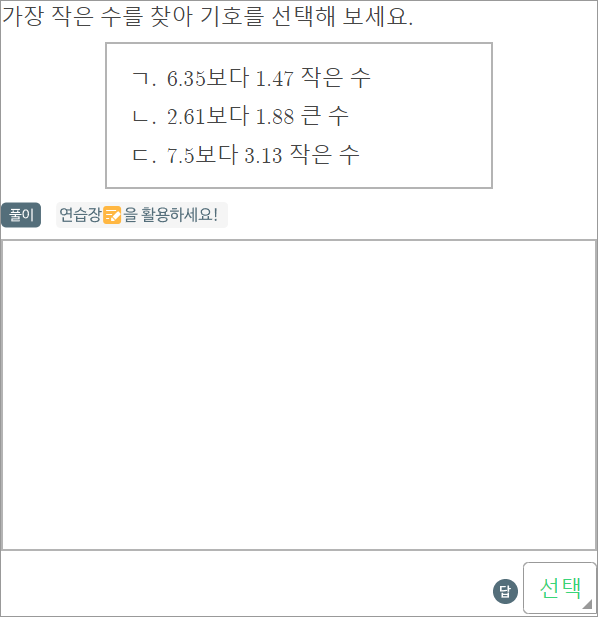 가장 작은 수를 찾아 기호를 선택해 보세요.
ㄱ. 6.35보다 1.47 작은 수
ㄴ. 2.61보다 1.88 큰 수
ㄷ. 7.5보다 3.13 작은 수
풀이 연습장을 활용하세요!
답 선택